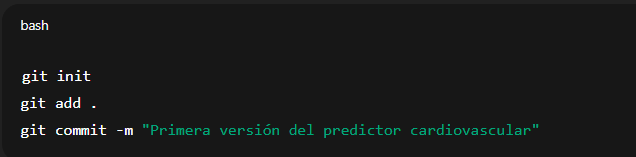 bash
git init
git add .
git commit -m "Primera versión del predictor cardiovascular"